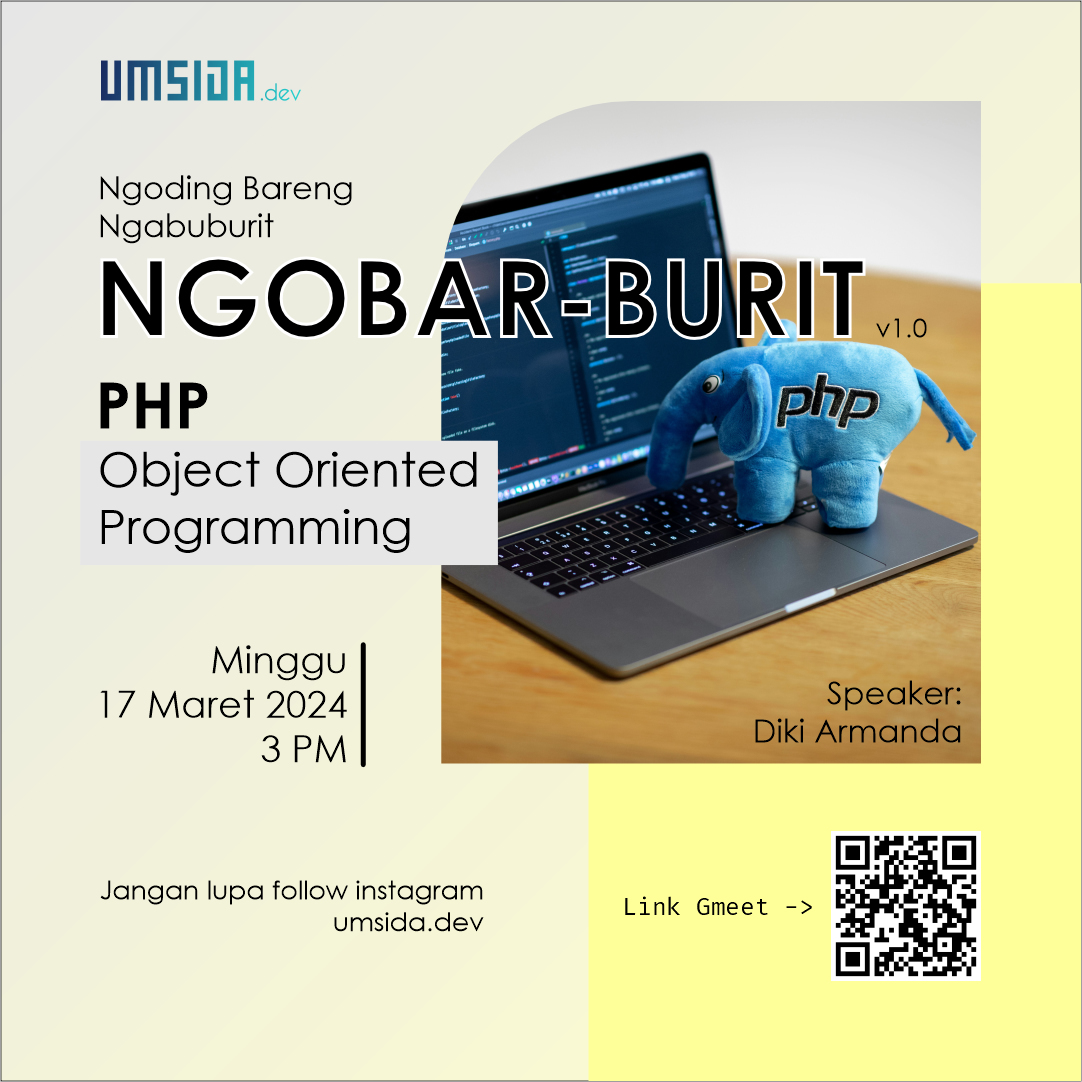 UMSIDA.dev
Ngoding Bareng
Ngabuburit
NGOBAR-BURIT v1.0
PHP
Object Oriented
Programming
php
Minggu
17 Maret 2024
3 PM
Speaker:
Diki Armanda
Jangan lupa follow instagram
umsida.dev
Link Gmeet ->